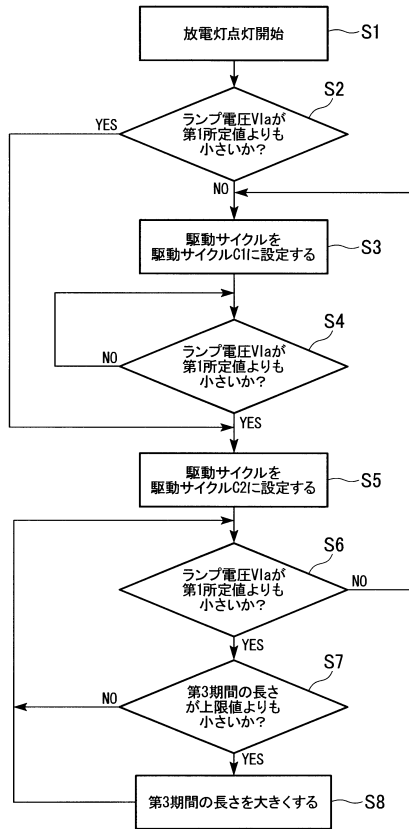 放電灯点灯開始
S1
ランプ電圧Vlaが
第1所定値よりも
小さいか?
S2
YES
NO
駆動サイクルを
駆動サイクルC1に設定する
S3
ランプ電圧Vlaが
第1所定値よりも
小さいか?
S4
NO
YES
駆動サイクルを
駆動サイクルC2に設定する
S5
ランプ電圧Vlaが
第1所定値よりも
小さいか?
S6
NO
YES
第3期間の長さ
が上限値よりも
小さいか?
S7
NO
YES
第3期間の長さを大きくする
S8